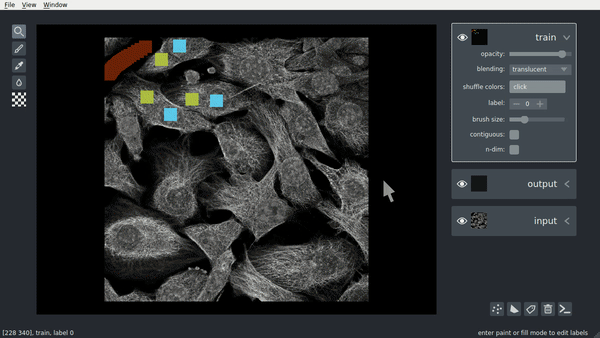 File View Window
train
opacity:
blending: translucent
shuffle colors: click
label: 0
brush size:
contiguous:
n-dim:
output
input
[228 340], train, label 0
enter paint or fill mode to edit labels